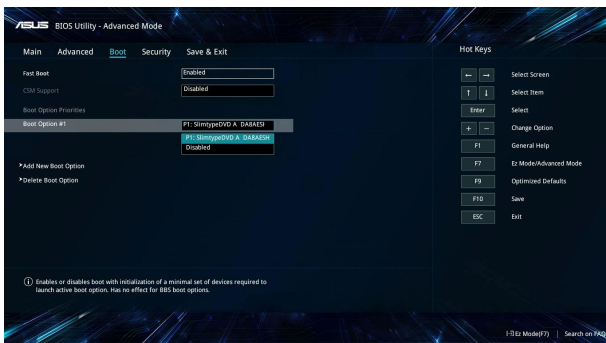 ASUS BIOS Utility - Advanced Mode
Main Advanced Boot Security Save & Exit
Fast Boot Enabled
CSM Support Disabled
Boot Option Priorities
Boot Option #1 P1: SlimtypeDVD A DA8AESI
P1: SlimtypeDVD A DA8AESH
Disabled
Add New Boot Option
Delete Boot Option
Enables or disables boot with initialization of a minimal set of devices required to
launch active boot option. Has no effect for BBS boot options.
Hot Keys
← → Select Screen
↑ ↓ Select Item
Enter Select
+ - Change Option
F1 General Help
F7 Ez Mode/Advanced Mode
F9 Optimized Defaults
F10 Save
ESC Exit
Ez Mode(F7) | Search on FAQ